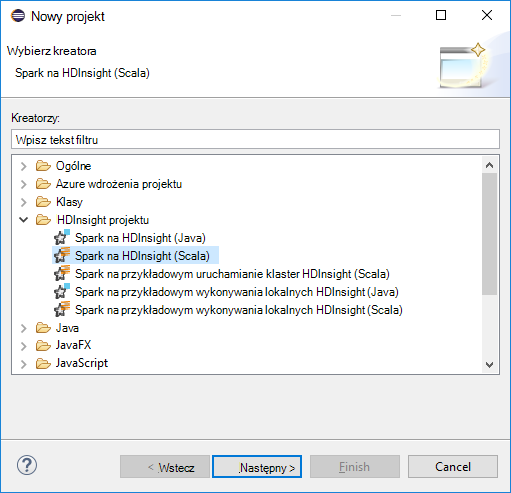 Nowy projekt
Wybierz kreatora
Spark na HDInsight (Scala)
Kreatorzy:
Wpisz tekst filtru
Ogólne
Azure wdrożenia projektu
Klasy
HDInsight projektu
Spark na HDInsight (Java)
Spark na HDInsight (Scala)
Spark na przykładowym uruchamianie klaster HDInsight (Scala)
Spark na przykładowym wykonywania lokalnych HDInsight (Java)
Spark na przykładowym wykonywania lokalnych HDInsight (Scala)
Java
JavaFX
JavaScript
? < Wstecz Następny > Finish Cancel